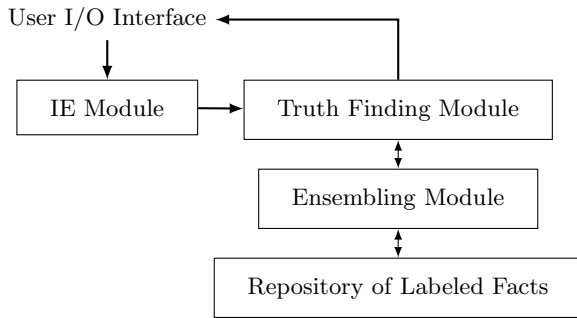 User I/O Interface
IE Module
Truth Finding Module
Ensembling Module
Repository of Labeled Facts